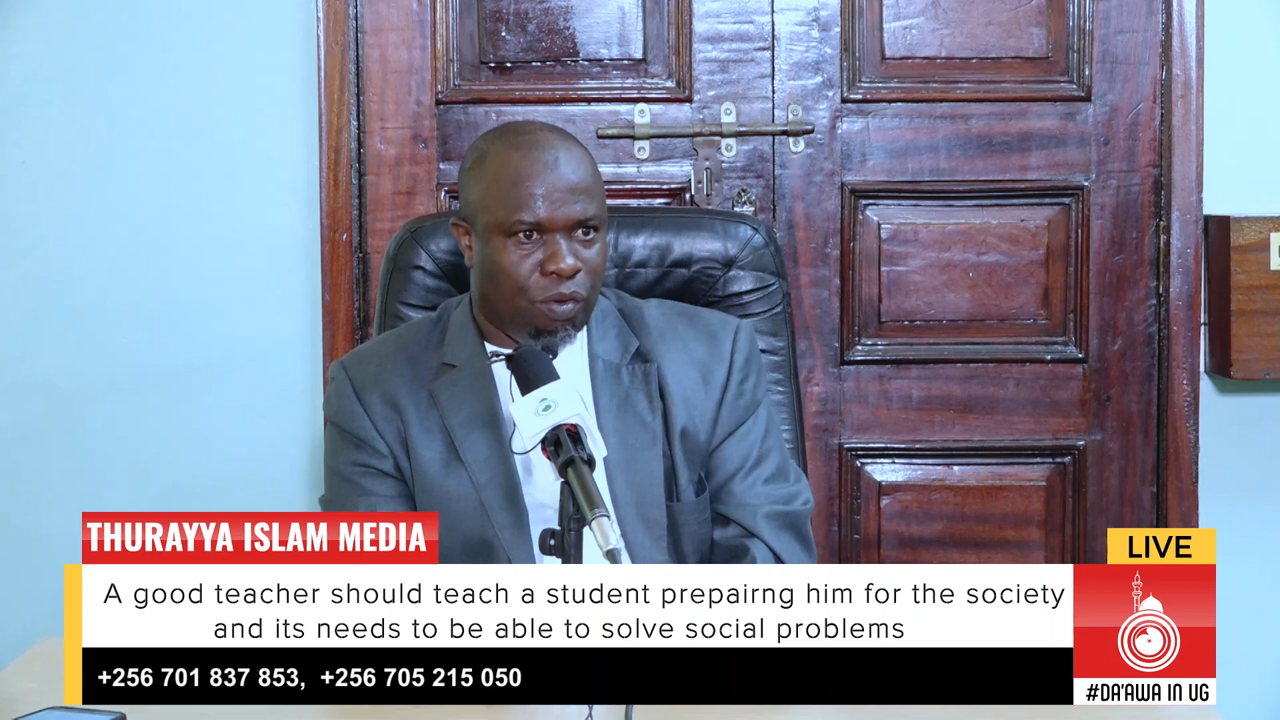 THURAYYA ISLAM MEDIA
LIVE
A good teacher should teach a student prepairng him for the society
and its needs to be able to solve social problems
+256 701 837 853, +256 705 215 050
#DA'AWA IN UG